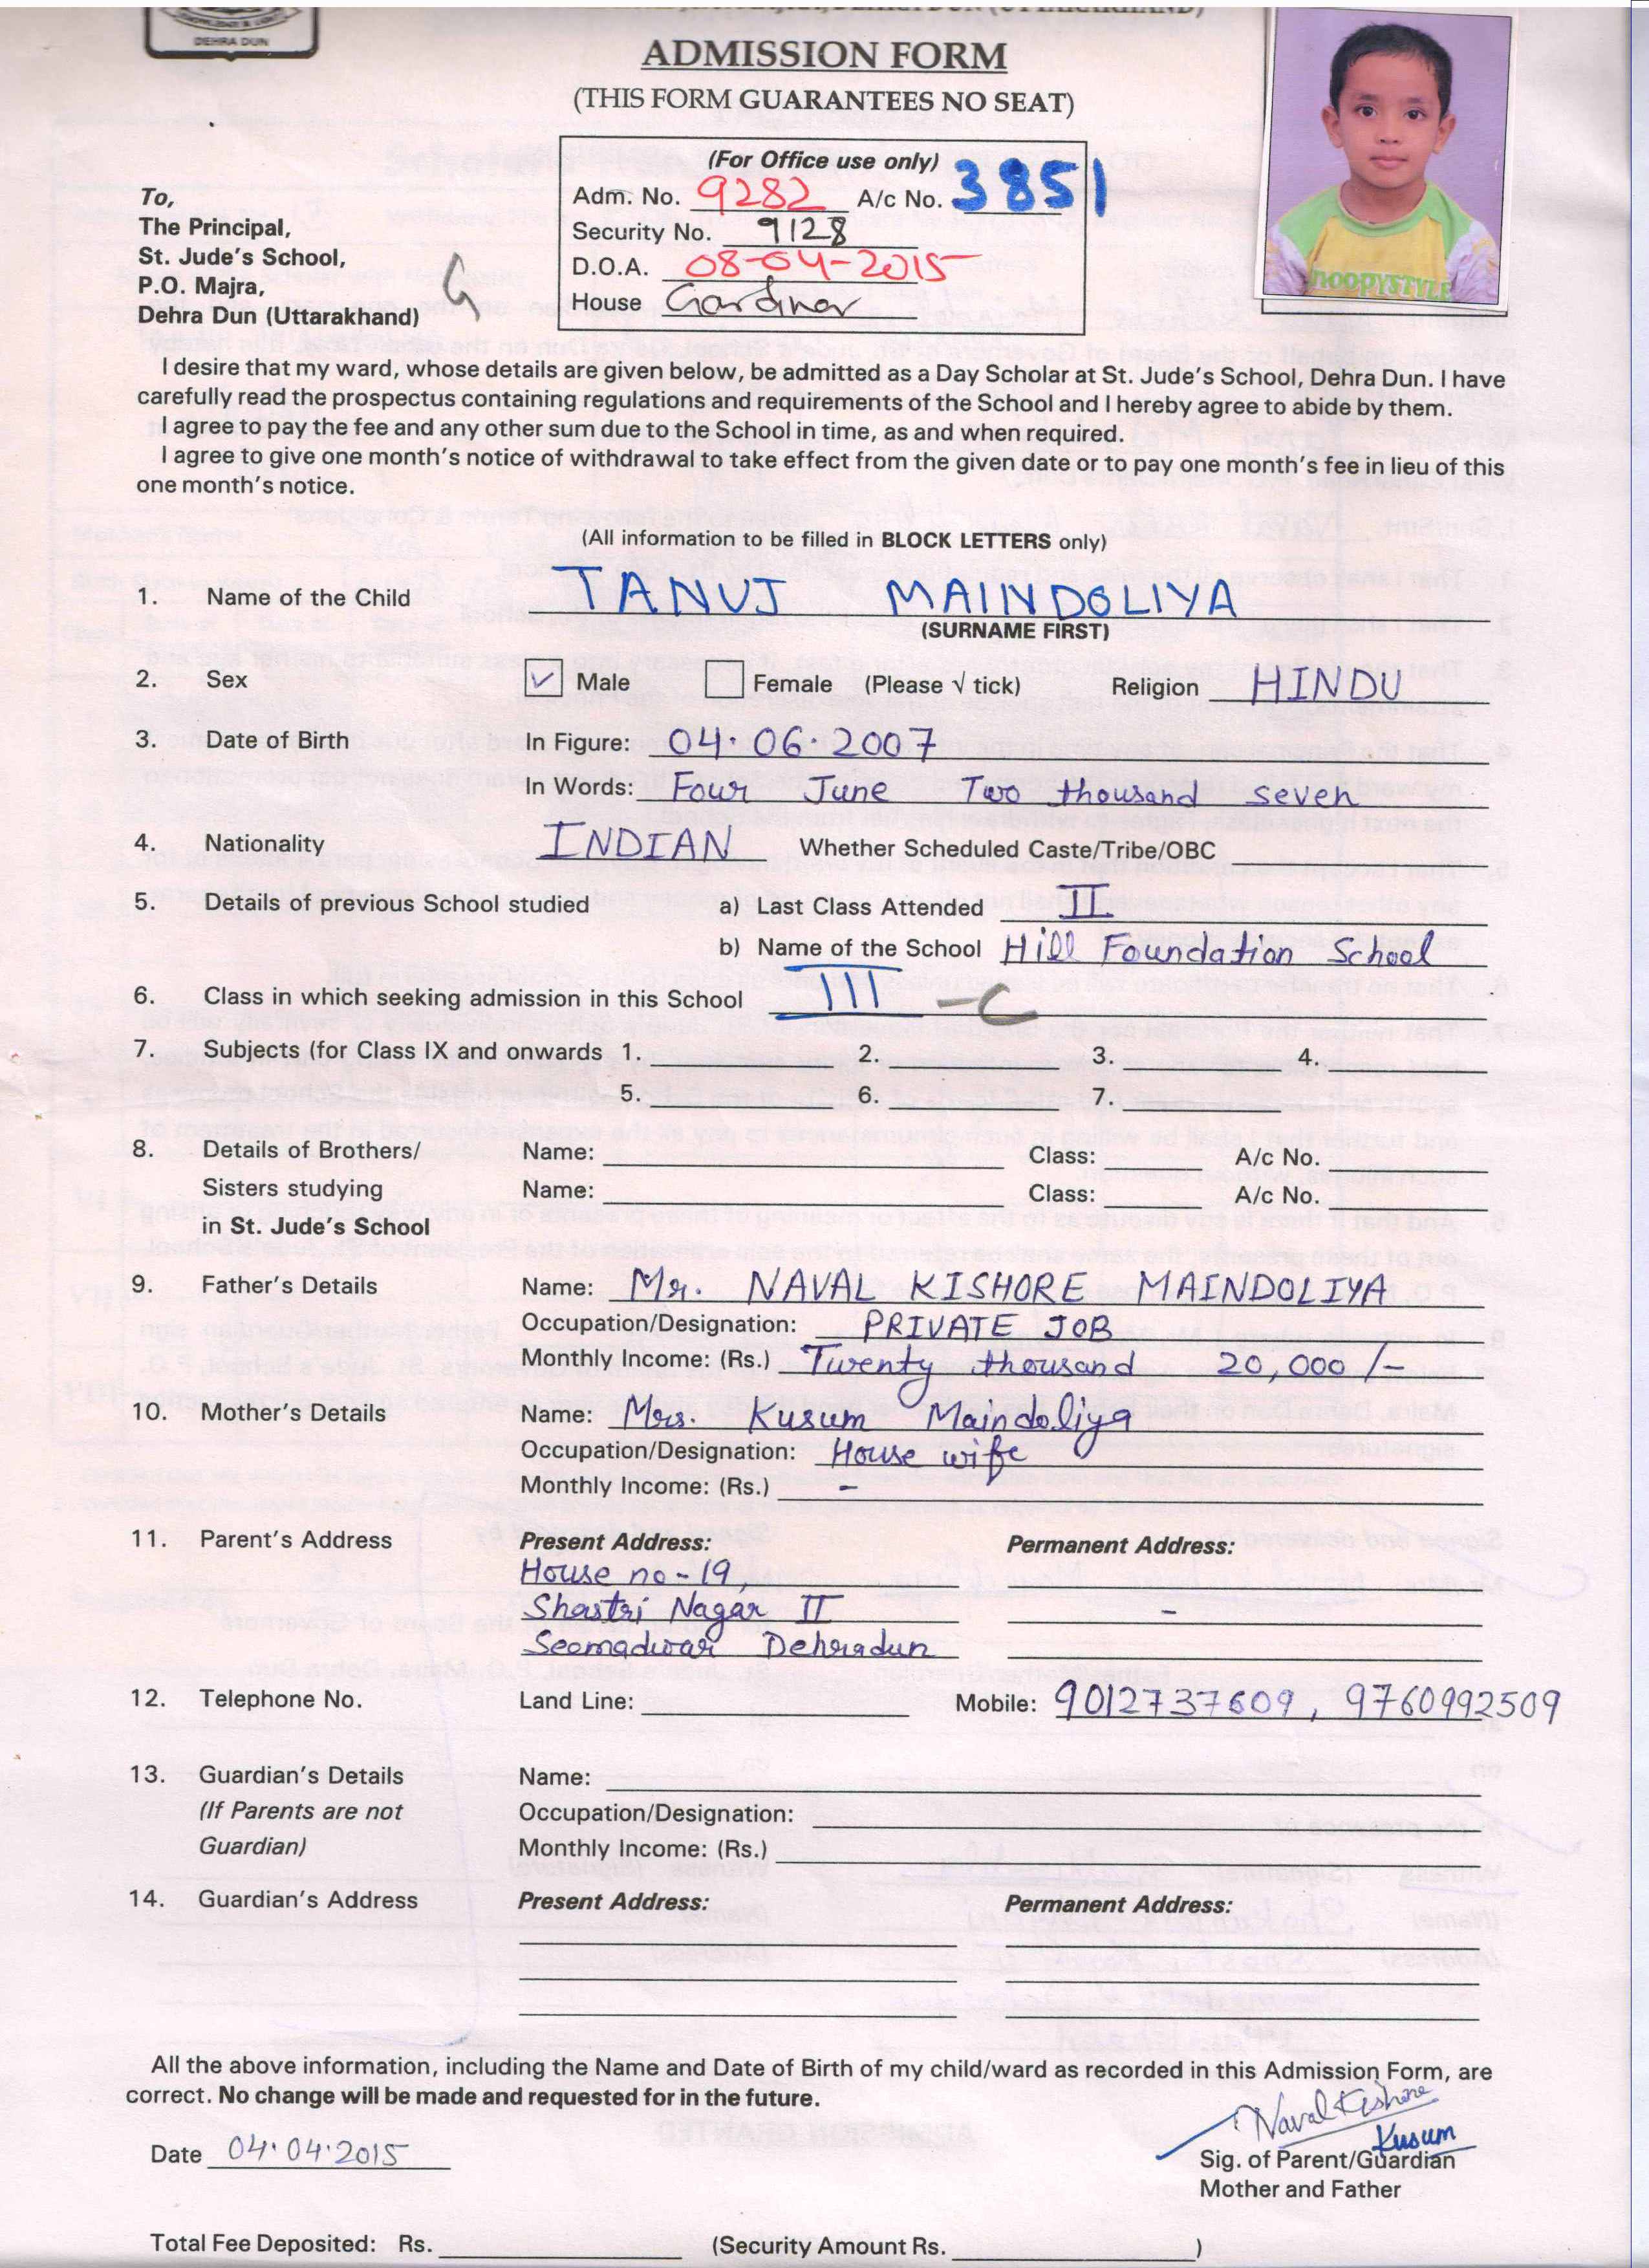 DEHRA DUN
ADMISSION FORM
(THIS FORM GUARANTEES NO SEAT)
(For Office use only)
Adm. No. 9282 A/c No. 3851
Security No. 9128
D.O.A. 08-04-2015
House Gardner
To,
The Principal,
St. Jude's School,
P.O. Majra,
Dehra Dun (Uttarakhand)
G
NOOPYSTYLE
I desire that my ward, whose details are given below, be admitted as a Day Scholar at St. Jude's School, Dehra Dun. I have
carefully read the prospectus containing regulations and requirements of the School and I hereby agree to abide by them.
I agree to pay the fee and any other sum due to the School in time, as and when required.
I agree to give one month's notice of withdrawal to take effect from the given date or to pay one month's fee in lieu of this
one month's notice.
(All information to be filled in BLOCK LETTERS only)
1. Name of the Child TANUJ MAINDOLIYA
(SURNAME FIRST)
2. Sex ✓ Male Female (Please √ tick) Religion HINDU
3. Date of Birth In Figure: 04.06.2007
In Words: Four June Two thousand seven
4. Nationality INDIAN Whether Scheduled Caste/Tribe/OBC
5. Details of previous School studied a) Last Class Attended II
b) Name of the School Hill Foundation School
6. Class in which seeking admission in this School III - C
7. Subjects (for Class IX and onwards 1. 2. 3. 4.
5. 6. 7.
8. Details of Brothers/ Name: Class: A/c No.
Sisters studying Name: Class: A/c No.
in St. Jude's School
9. Father's Details Name: Mr. NAVAL KISHORE MAINDOLIYA
Occupation/Designation: PRIVATE JOB
Monthly Income: (Rs.) Twenty thousand 20,000 /-
10. Mother's Details Name: Mrs. Kusum Maindoliya
Occupation/Designation: House wife
Monthly Income: (Rs.) -
11. Parent's Address Present Address: Permanent Address:
House no-19,
Shastri Nagar II -
Seemadwar Dehradun
12. Telephone No. Land Line: Mobile: 9012737609, 9760992509
13. Guardian's Details Name:
(If Parents are not Occupation/Designation:
Guardian) Monthly Income: (Rs.)
14. Guardian's Address Present Address: Permanent Address:
All the above information, including the Name and Date of Birth of my child/ward as recorded in this Admission Form, are
correct. No change will be made and requested for in the future.
Naval Kishore
Kusum
Date 04.04.2015 Sig. of Parent/Guardian
Mother and Father
Total Fee Deposited: Rs. (Security Amount Rs. )